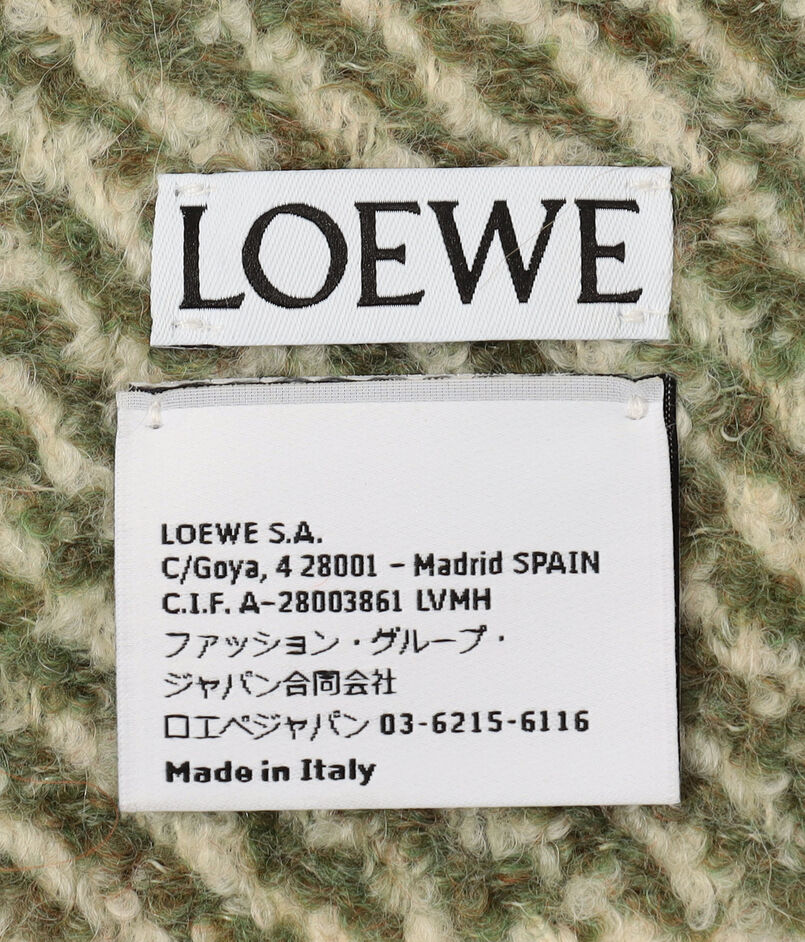 LOEWE
LOEWE S.A.
C/Goya, 4 28001 - Madrid SPAIN
C.I.F. A-28003861 LVMH
ファッション・グループ・
ジャパン合同会社
ロエベジャパン 03-6215-6116
Made in Italy